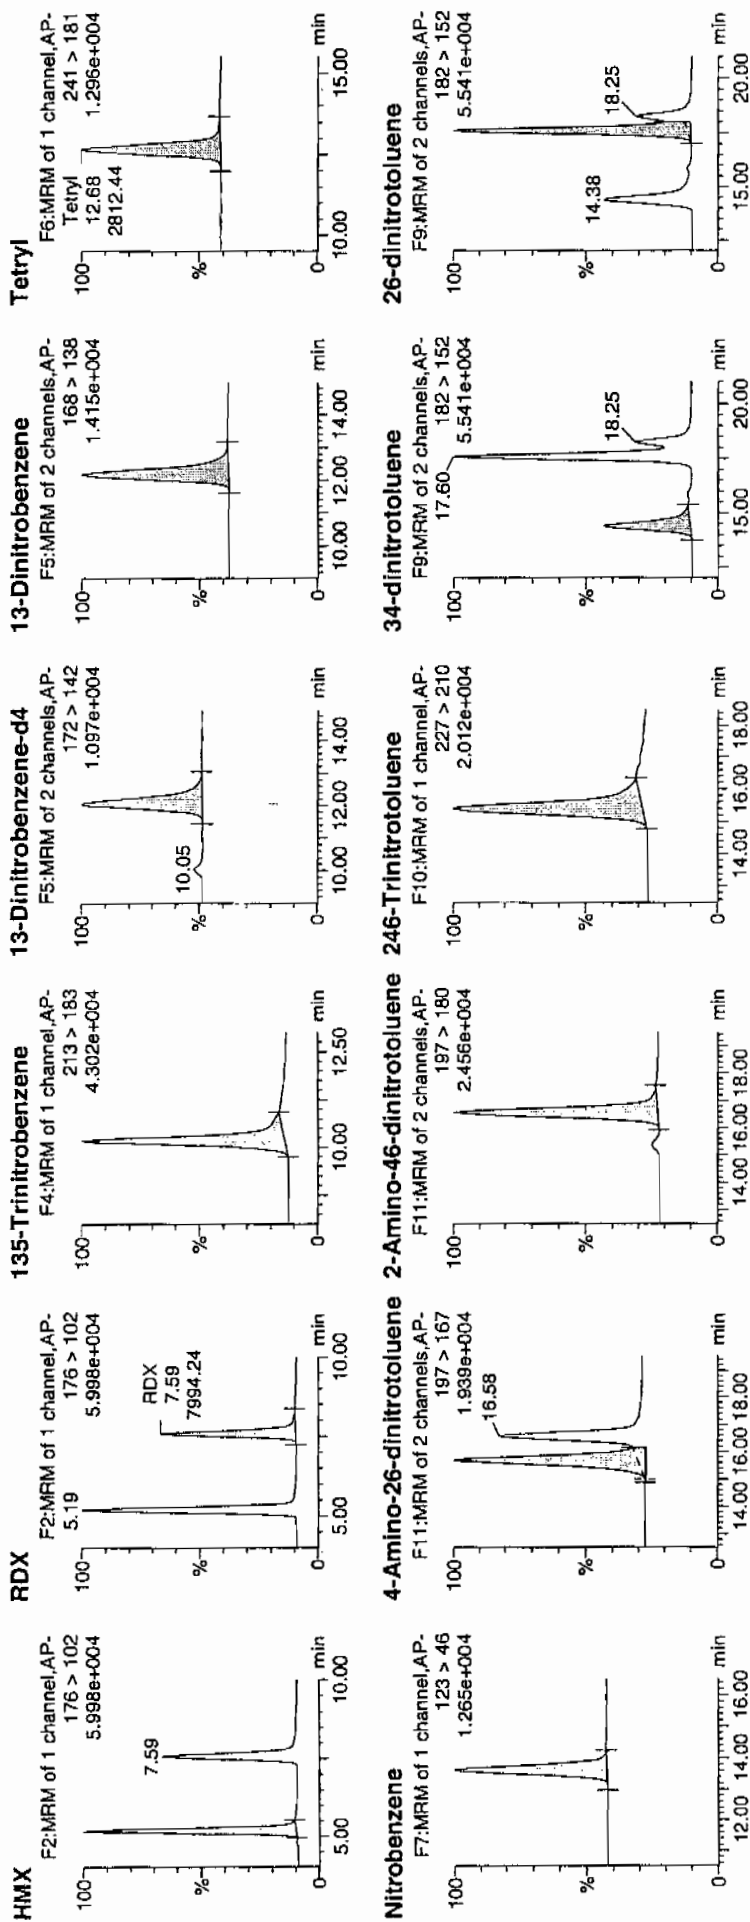 HMX
F2:MRM of 1 channel,AP-
176 > 102
5.998e+004
100
%
0
7.59
5.00
10.00
min
RDX
F2:MRM of 1 channel,AP-
176 > 102
5.998e+004
100
5.19
RDX
7.59
7994.24
%
0
5.00
10.00
min
135-Trinitrobenzene
F4:MRM of 1 channel,AP-
213 > 183
4.302e+004
100
%
0
10.00
12.50
min
13-Dinitrobenzene-d4
F5:MRM of 2 channels,AP-
172 > 142
1.097e+004
100
%
10.05
0
10.00
12.00
14.00
min
13-Dinitrobenzene
F5:MRM of 2 channels,AP-
168 > 138
1.415e+004
100
%
0
10.00
12.00
14.00
min
Tetryl
F6:MRM of 1 channel,AP-
241 > 181
1.296e+004
100
Tetryl
12.68
2812.44
%
0
10.00
15.00
min
Nitrobenzene
F7:MRM of 1 channel,AP-
123 > 46
1.265e+004
100
%
0
12.00
14.00
16.00
min
4-Amino-26-dinitrotoluene
F11:MRM of 2 channels,AP-
197 > 167
1.939e+004
100
16.58
%
0
14.00
16.00
18.00
min
2-Amino-46-dinitrotoluene
F11:MRM of 2 channels,AP-
197 > 180
2.456e+004
100
%
0
14.00
16.00
18.00
min
246-Trinitrotoluene
F10:MRM of 1 channel,AP-
227 > 210
2.012e+004
100
%
0
14.00
16.00
18.00
min
34-dinitrotoluene
F9:MRM of 2 channels,AP-
182 > 152
5.541e+004
100
17.60
18.25
%
0
15.00
20.00
min
26-dinitrotoluene
F9:MRM of 2 channels,AP-
182 > 152
5.541e+004
100
14.38
18.25
%
0
15.00
20.00
min